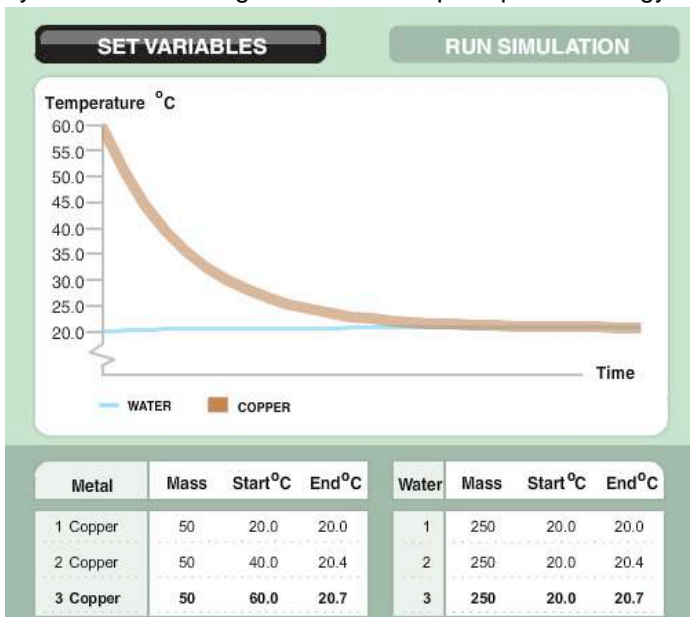 SET VARIABLES
RUN SIMULATION
Temperature °C
60.0
55.0
50.0
45.0
40.0
35.0
30.0
25.0
20.0
Time
WATER COPPER
Metal Mass Start°C End°C Water Mass Start°C End°C
1 Copper 50 20.0 20.0 1 250 20.0 20.0
2 Copper 50 40.0 20.4 2 250 20.0 20.4
3 Copper 50 60.0 20.7 3 250 20.0 20.7